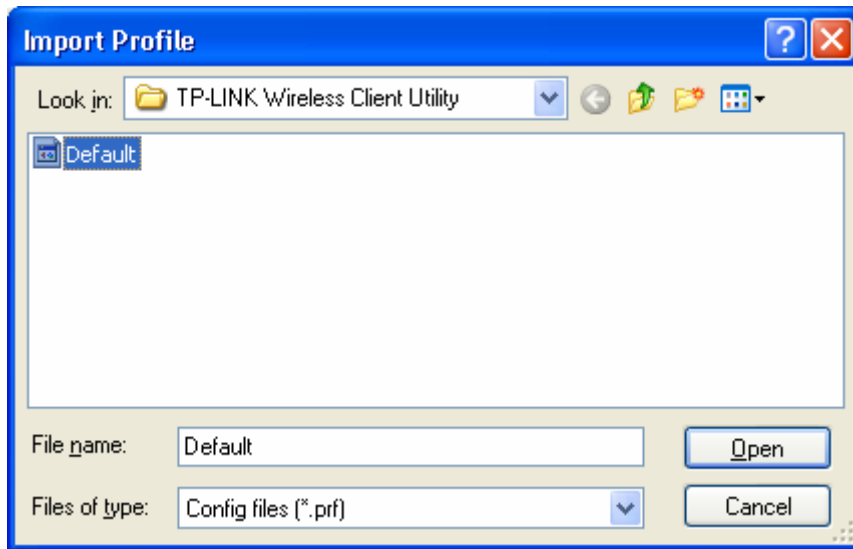 Import Profile
Look in: TP-LINK Wireless Client Utility
Default
File name: Default Open
Files of type: Config files (*.prf) Cancel